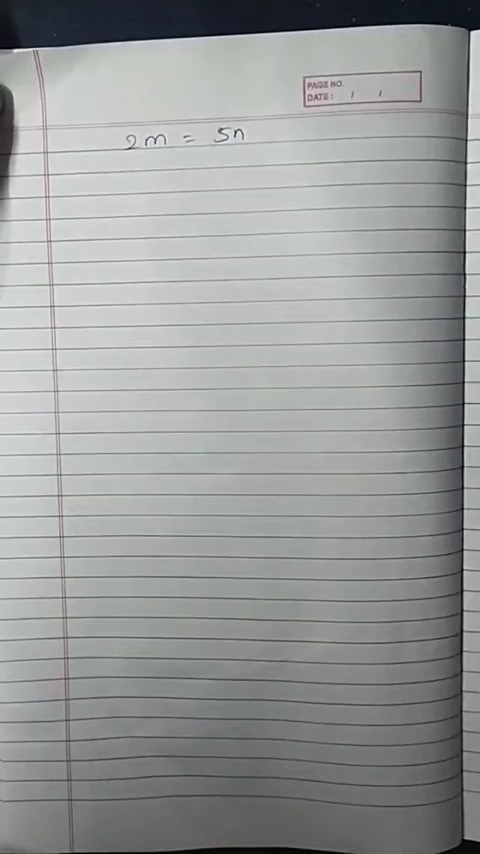 PAGE NO.
DATE: / /
2m = 5n